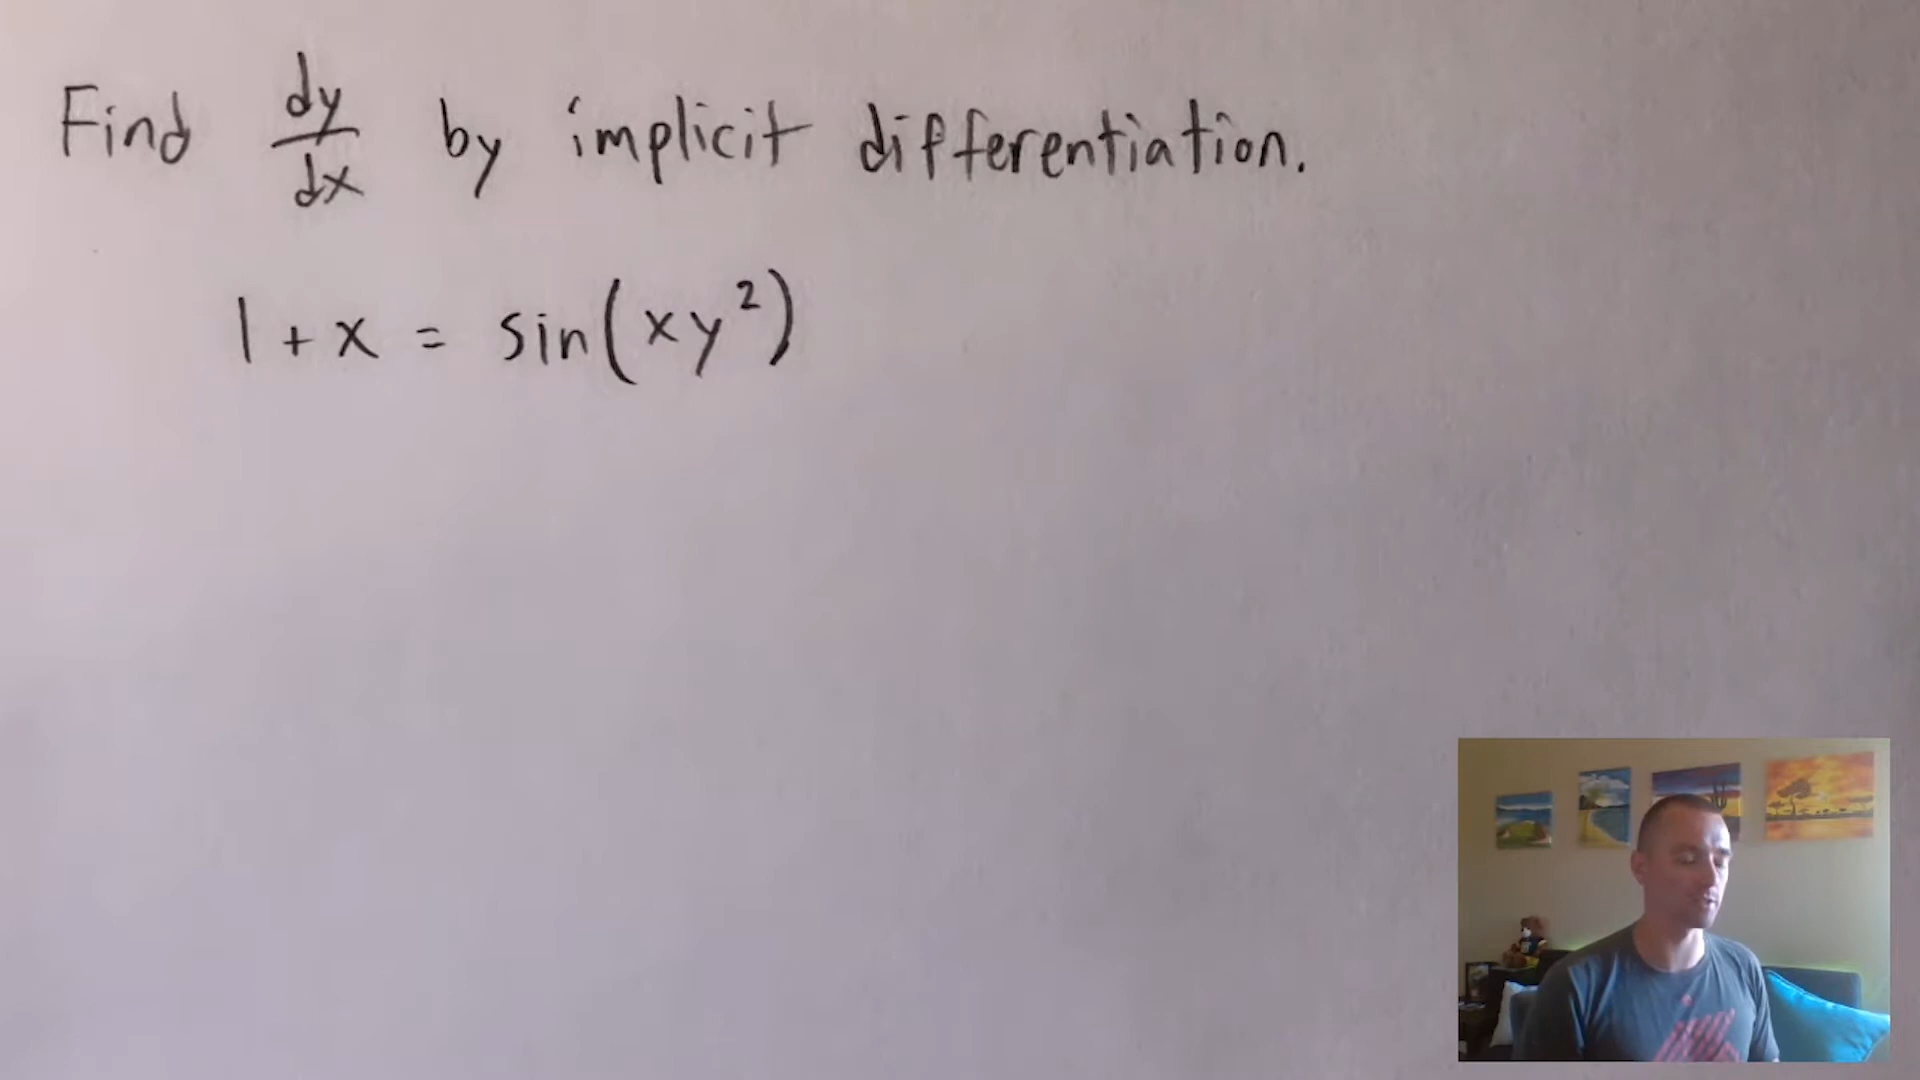 Find dy/dx by implicit differentiation.
1 + x = sin(xy²)